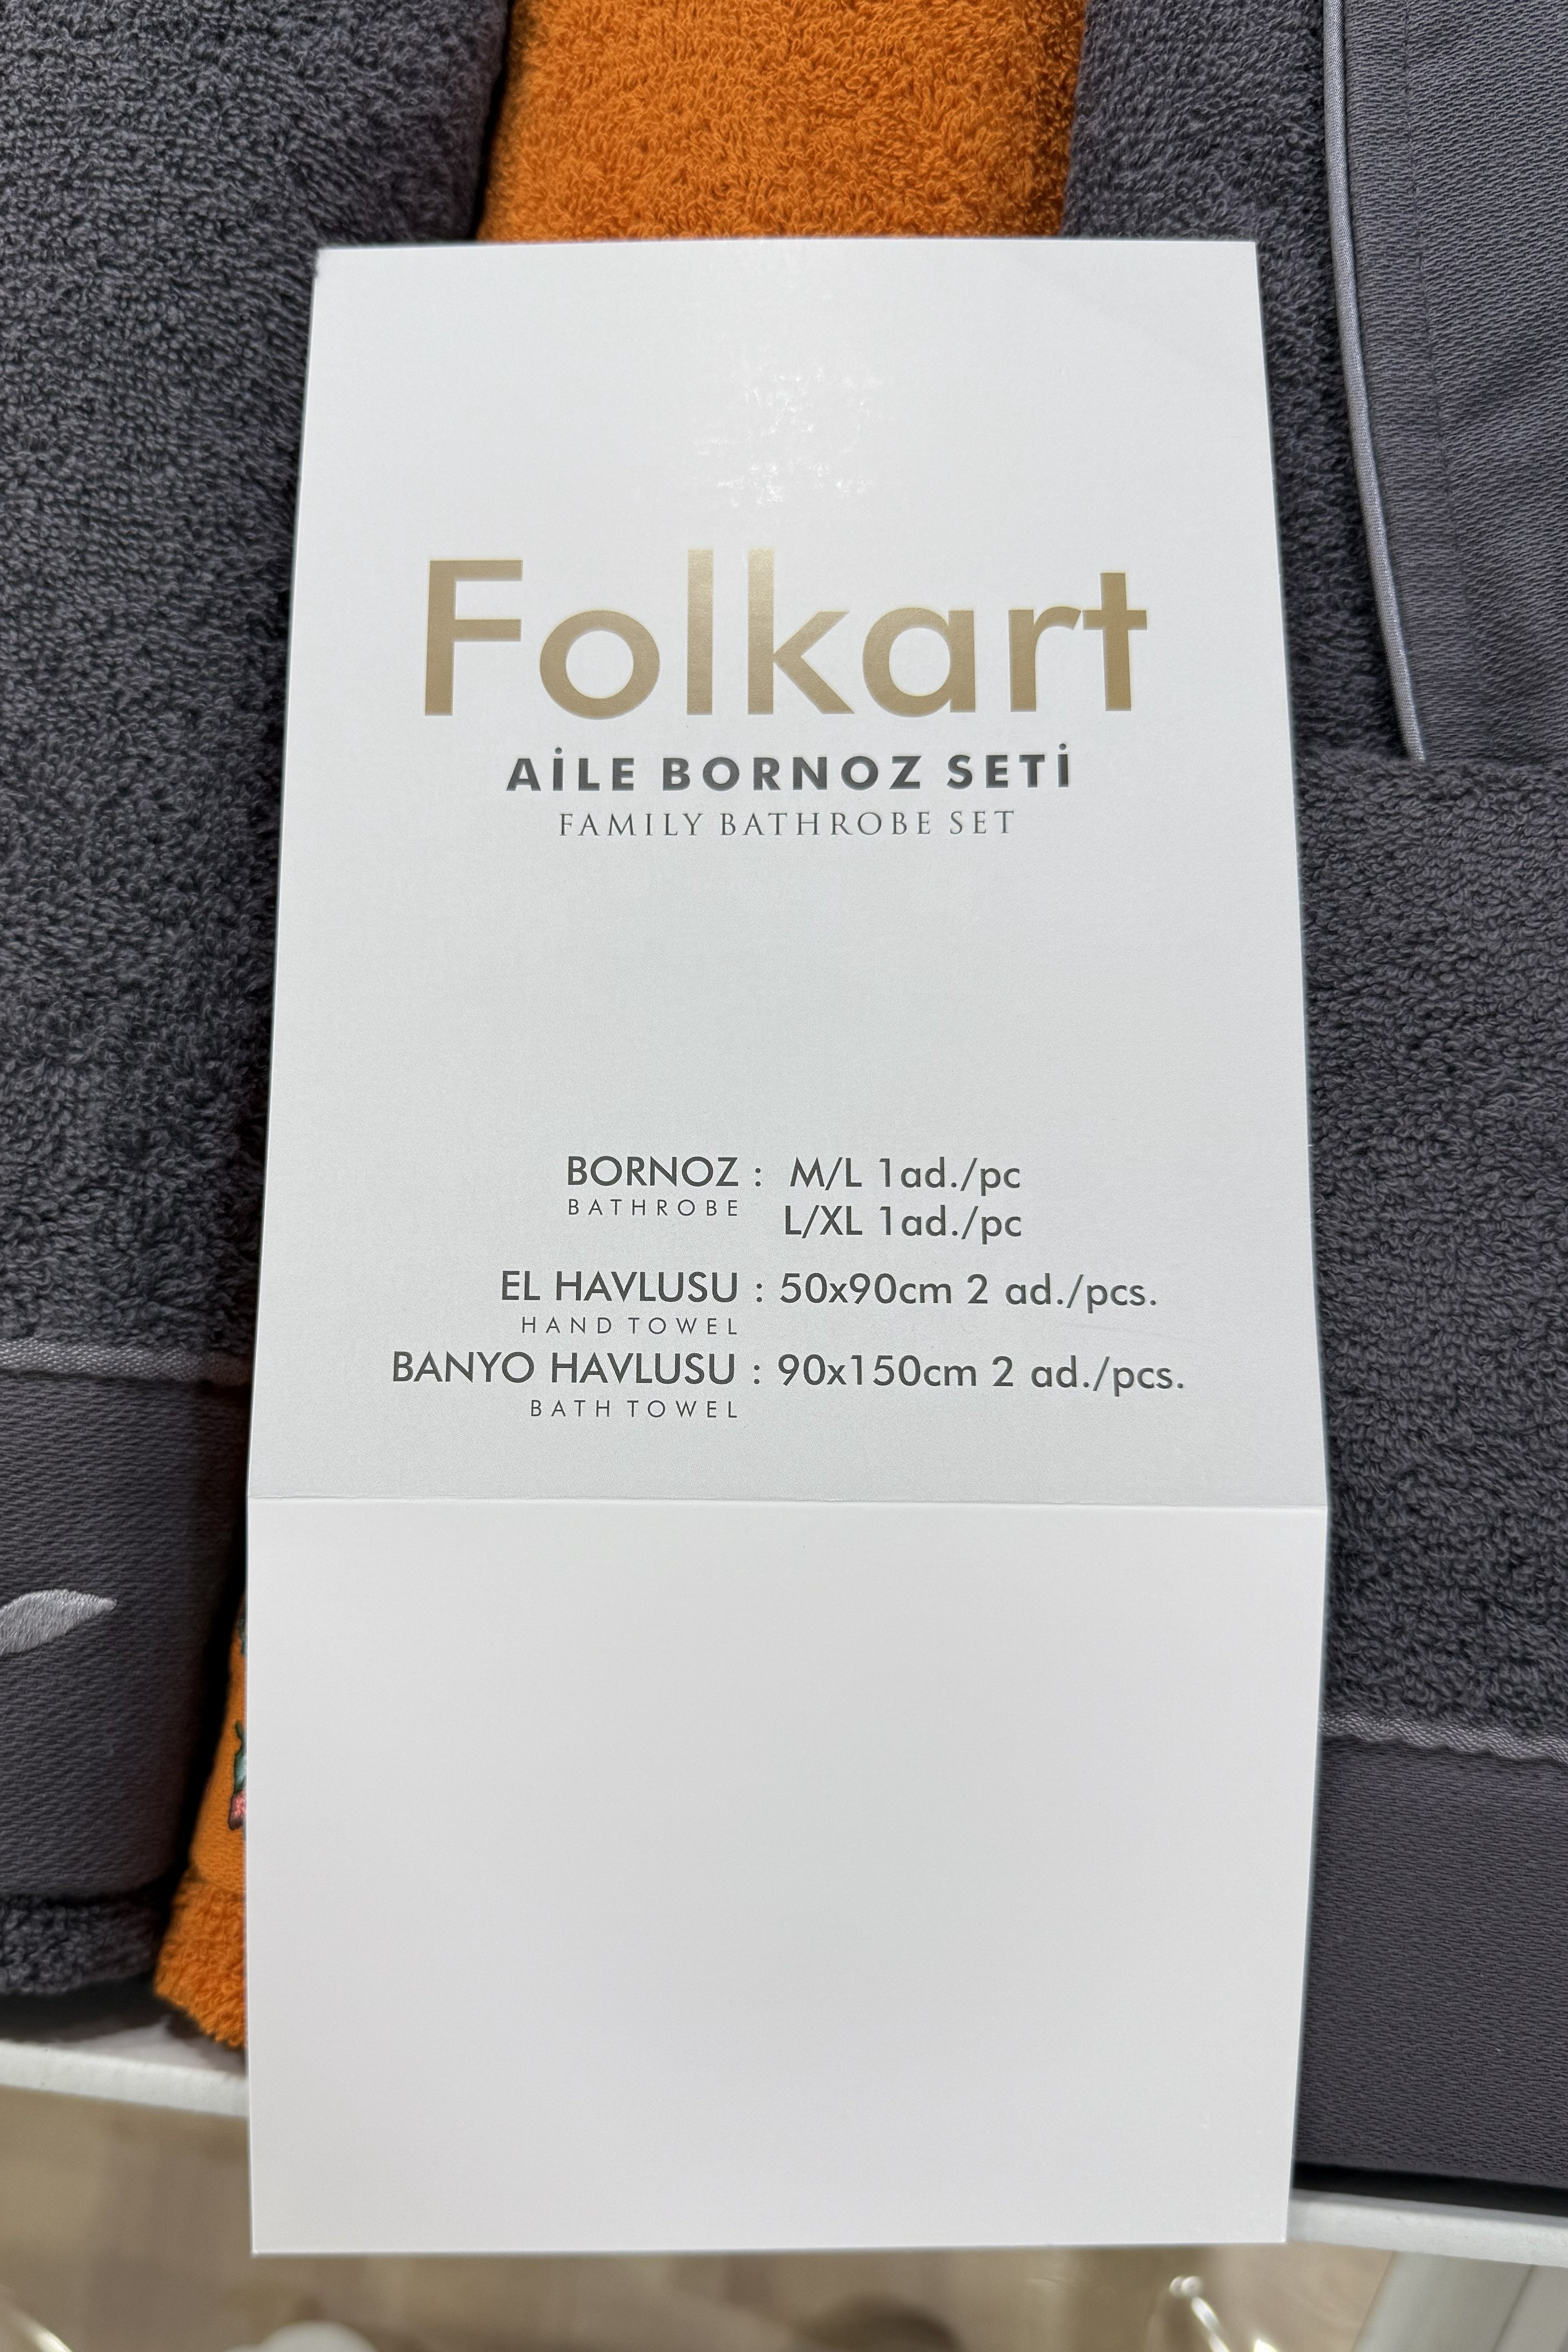 Folkart
AİLE BORNOZ SETİ
FAMILY BATHROBE SET
BORNOZ : M/L 1ad./pc
BATHROBE
L/XL 1ad./pc
EL HAVLUSU : 50x90cm 2 ad./pcs.
HAND TOWEL
BANYO HAVLUSU : 90x150cm 2 ad./pcs.
BATH TOWEL